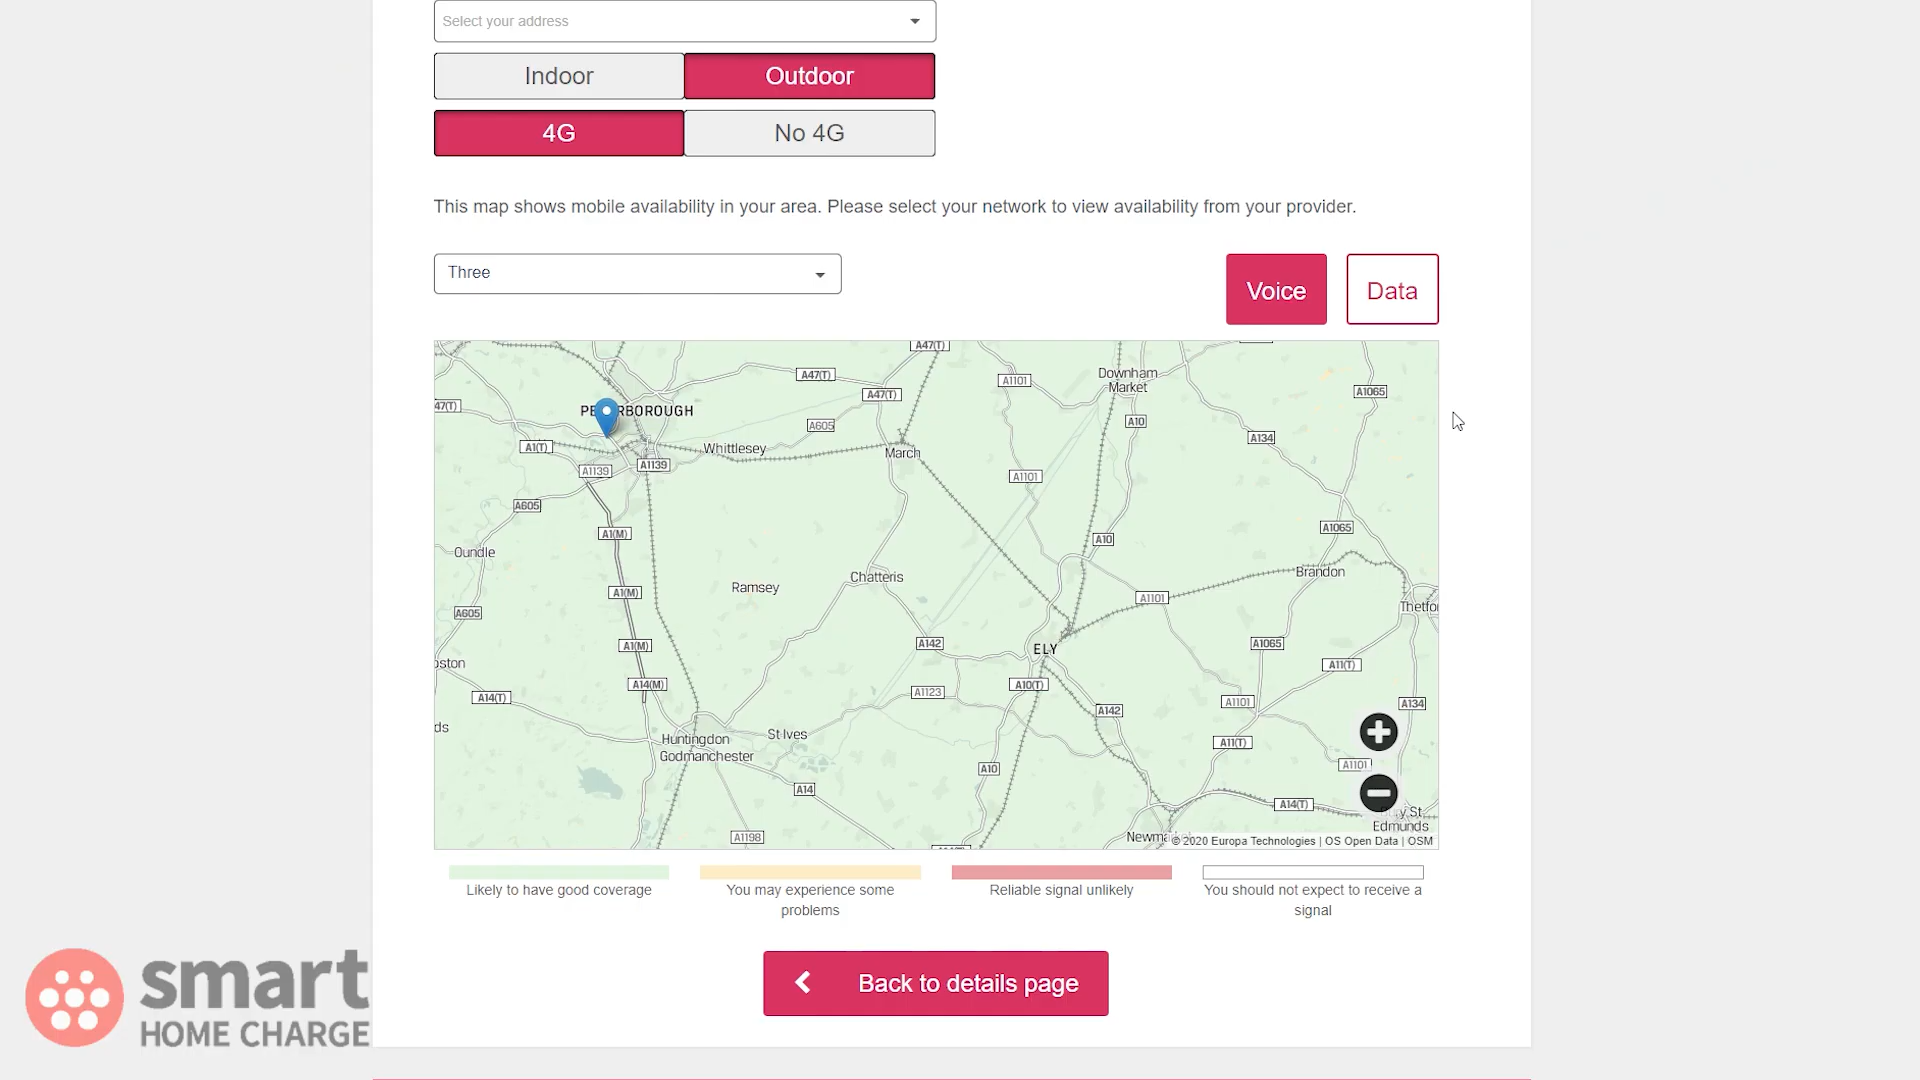 Select your address
Indoor
Outdoor
4G
No 4G
This map shows mobile availability in your area. Please select your network to view availability from your provider.
Three
Voice
Data
A47(T)
Downham
Market
A47(T)
A1101
A1065
A47(T)
47(T)
PE RBOROUGH
A605
A10
A134
A1(T)
Whittlesey
March
A1139
A1139
A1101
A605
A1(M)
A1065
A10
Oundle
Brandon
Chatteris
Ramsey
A1(M)
A1101
Thetfo
A605
A142
A1065
A1(M)
ELY
oston
A11(T)
A14(M)
A10(T)
A14(T)
A1123
A1101
A134
A142
ds
St Ives
Huntingdon
A11(T)
Godmanchester
A10
A1101
A14
A14(T)
ry St.
Edmunds
A1198
Newma
© 2020 Europa Technologies | OS Open Data | OSM
Likely to have good coverage
You may experience some
problems
Reliable signal unlikely
You should not expect to receive a
signal
Back to details page
smart
HOME CHARGE